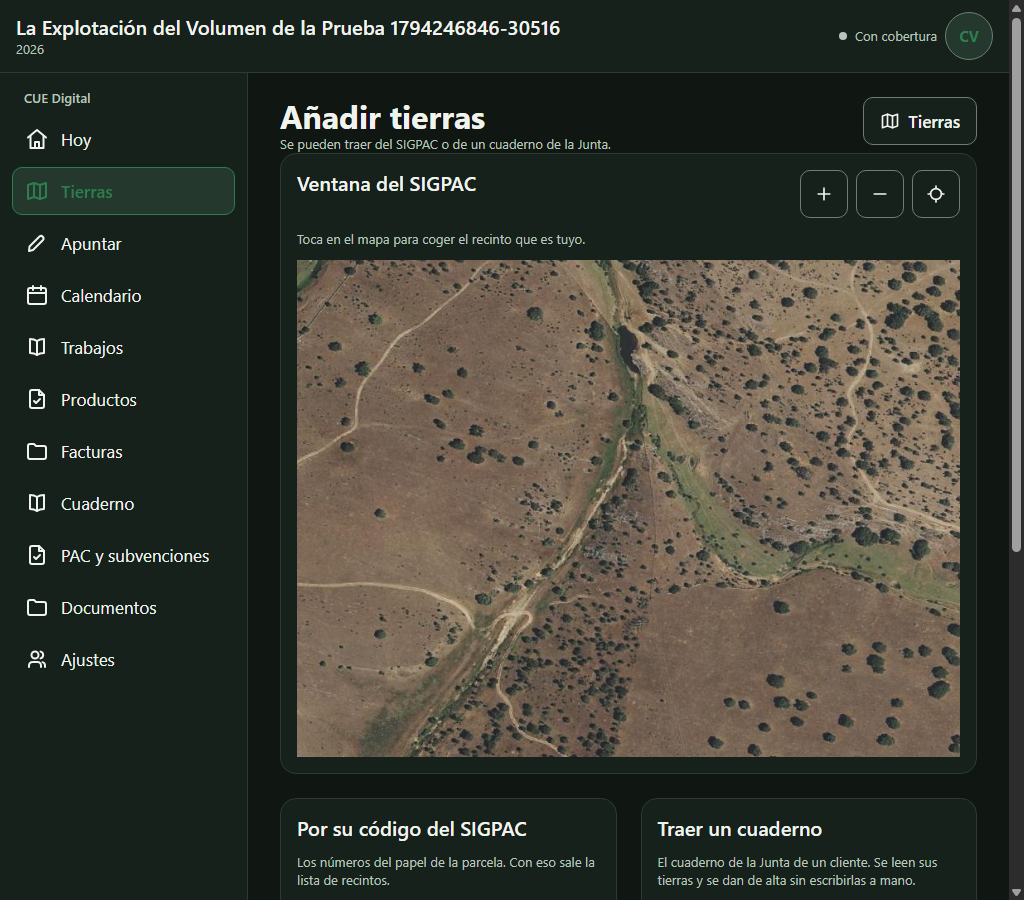 La Explotación del Volumen de la Prueba 1794246846-30516
2026
Con cobertura
CV
CUE Digital
Hoy
Tierras
Apuntar
Calendario
Trabajos
Productos
Facturas
Cuaderno
PAC y subvenciones
Documentos
Ajustes
Añadir tierras
Se pueden traer del SIGPAC o de un cuaderno de la Junta.
Tierras
Ventana del SIGPAC
Toca en el mapa para coger el recinto que es tuyo.
Por su código del SIGPAC
Los números del papel de la parcela. Con eso sale la
lista de recintos.
Traer un cuaderno
El cuaderno de la Junta de un cliente. Se leen sus
tierras y se dan de alta sin escribirlas a mano.